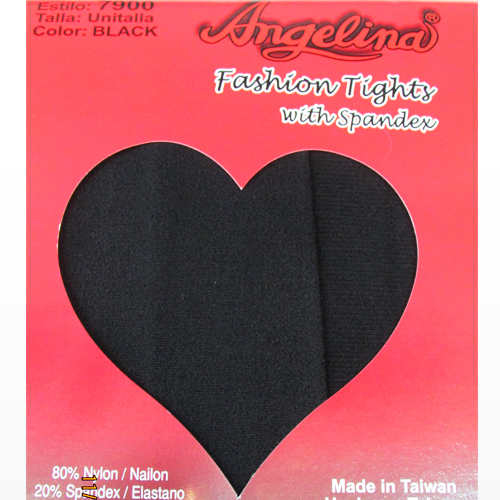 Estilo: 7900
Talla: Unitalla
Color: BLACK
Angelina®
Fashion Tights
with Spandex
80% Nylon / Nailon
20% Spandex / Elastano
Made in Taiwan